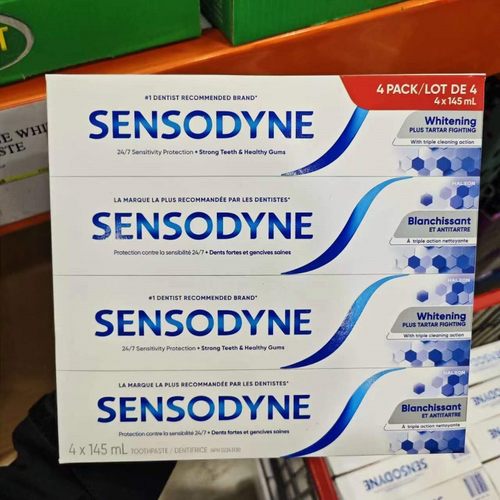 #1 DENTIST RECOMMENDED BRAND*
SENSODYNE
24/7 Sensitivity Protection + Strong Teeth & Healthy Gums
4 PACK/LOT DE 4
4 x 145 mL
Whitening
PLUS TARTAR FIGHTING
With triple cleaning action
HALEON
LA MARQUE LA PLUS RECOMMANDÉE PAR LES DENTISTES*
SENSODYNE
Protection contre la sensibilité 24/7 + Dents fortes et gencives saines
Blanchissant
ET ANTITARTRE
À triple action nettoyante
#1 DENTIST RECOMMENDED BRAND*
SENSODYNE
24/7 Sensitivity Protection + Strong Teeth & Healthy Gums
Whitening
PLUS TARTAR FIGHTING
With triple cleaning action
HALEON
LA MARQUE LA PLUS RECOMMANDÉE PAR LES DENTISTES*
SENSODYNE
Protection contre la sensibilité 24/7 + Dents fortes et gencives saines
Blanchissant
ET ANTITARTRE
À triple action nettoyante
4 x 145 mL TOOTHPASTE / DENTIFRICE
SENSODYNE
SENSODYNE